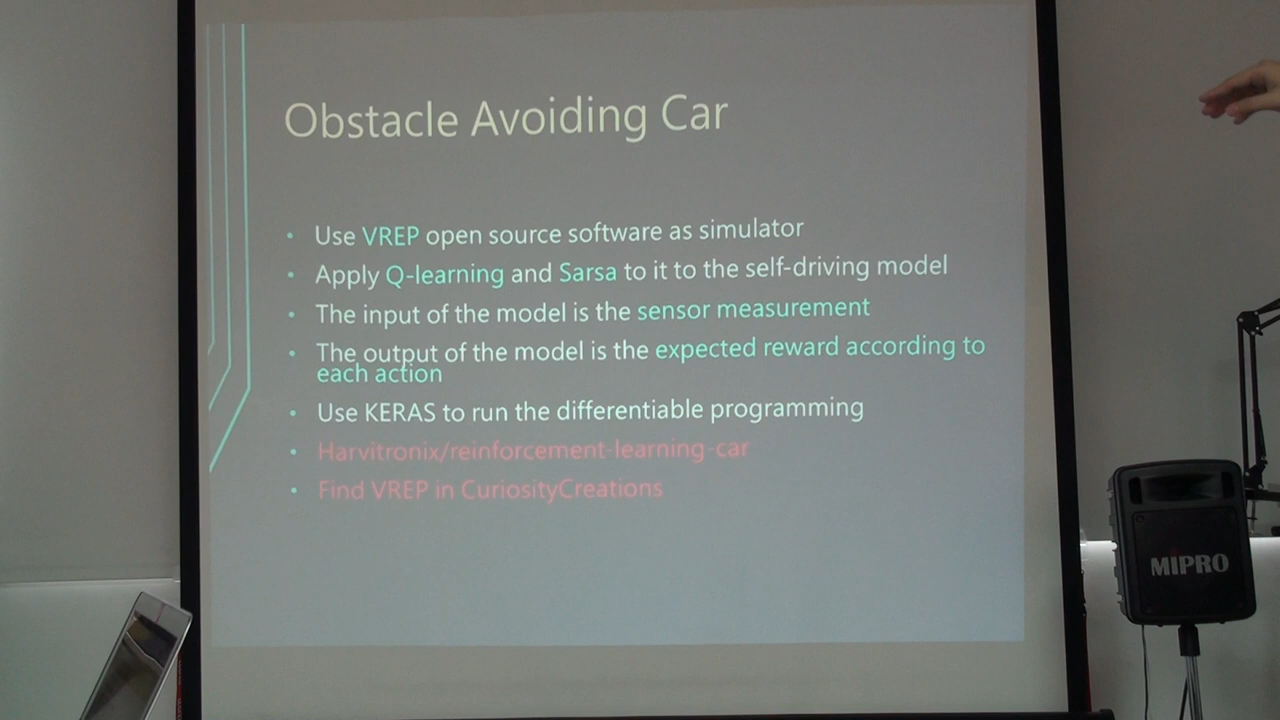 Obstacle Avoiding Car
• Use VREP open source software as simulator
• Apply Q-learning and Sarsa to it to the self-driving model
• The input of the model is the sensor measurement
• The output of the model is the expected reward according to
each action
• Use KERAS to run the differentiable programming
• Harvitronix/reinforcement-learning-car
• Find VREP in CuriosityCreations
MIPRO